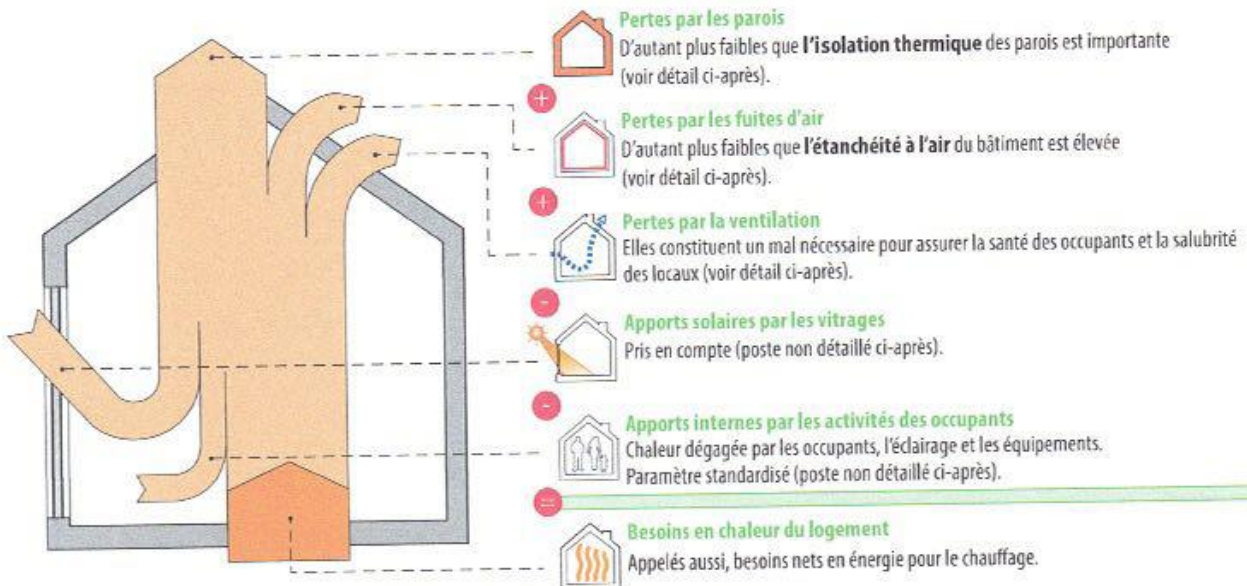 Pertes par les parois
D'autant plus faibles que l'isolation thermique des parois est importante
(voir détail ci-après).
+
Pertes par les fuites d'air
D'autant plus faibles que l'étanchéité à l'air du bâtiment est élevée
(voir détail ci-après).
+
Pertes par la ventilation
Elles constituent un mal nécessaire pour assurer la santé des occupants et la salubrité
des locaux (voir détail ci-après).
-
Apports solaires par les vitrages
Pris en compte (poste non détaillé ci-après).
-
Apports internes par les activités des occupants
Chaleur dégagée par les occupants, l'éclairage et les équipements.
Paramètre standardisé (poste non détaillé ci-après).
=
Besoins en chaleur du logement
Appelés aussi, besoins nets en énergie pour le chauffage.